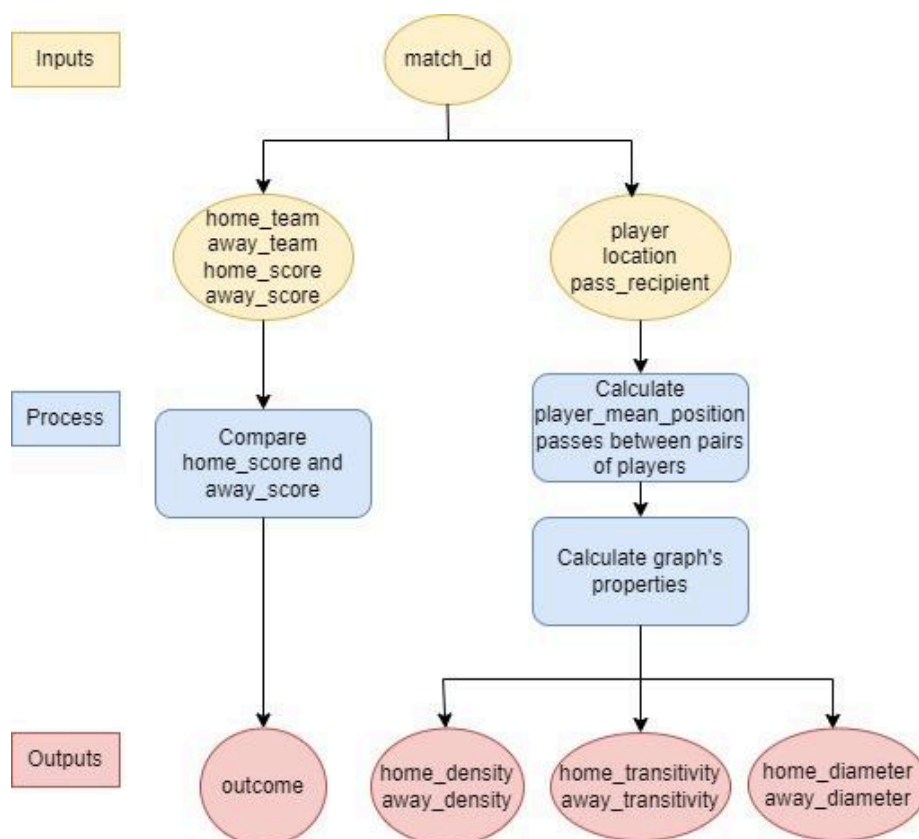 Inputs
match_id
home_team
away_team
home_score
away_score
player
location
pass_recipient
Process
Compare
home_score and
away_score
Calculate
player_mean_position
passes between pairs
of players
Calculate graph's
properties
Outputs
outcome
home_density
away_density
home_transitivity
away_transitivity
home_diameter
away_diameter